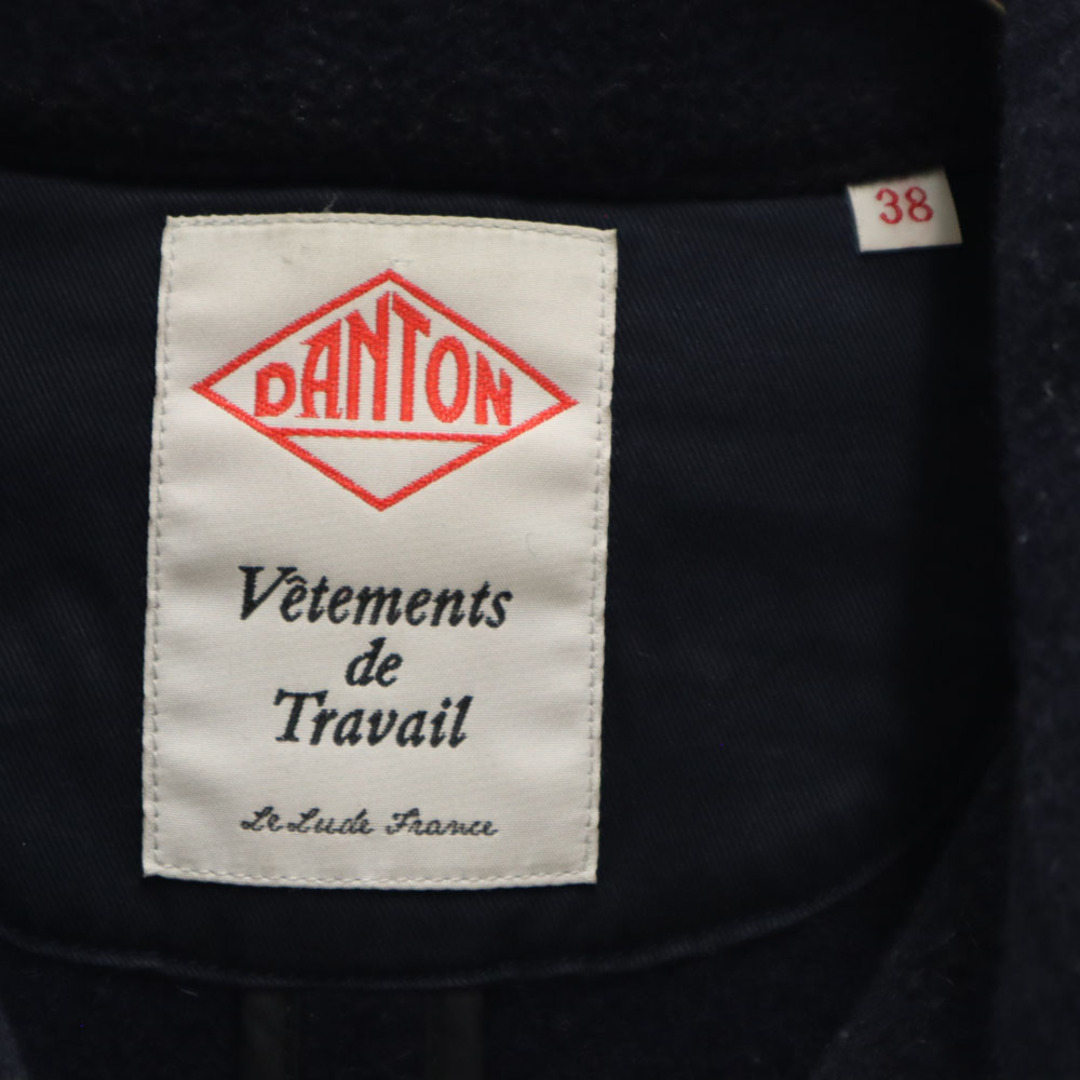 DANTON
38
Vêtements
de
Travail
Le Lude France